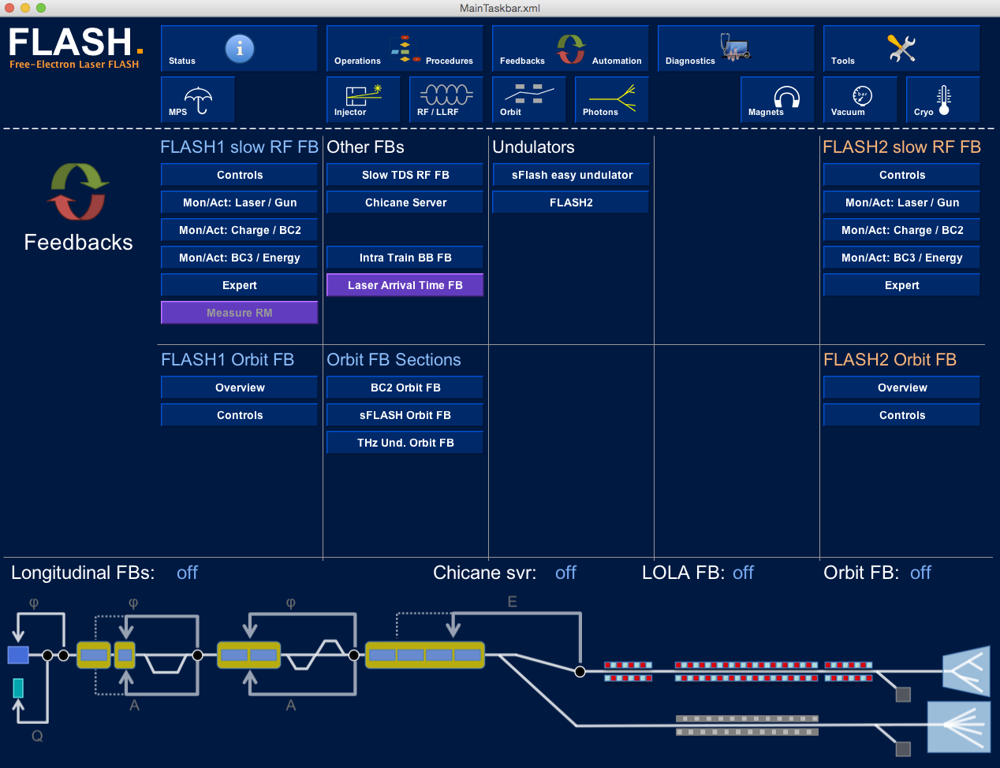 MainTaskbar.xml
FLASH.
Free-Electron Laser FLASH
Status
Operations
Procedures
Feedbacks
Automation
Diagnostics
Tools
MPS
Injector
RF / LLRF
Orbit
Photons
Magnets
bar
Vacuum
Cryo
Feedbacks
FLASH1 slow RF FB
Controls
Mon/Act: Laser / Gun
Mon/Act: Charge / BC2
Mon/Act: BC3 / Energy
Expert
Measure RM
Other FBs
Slow TDS RF FB
Chicane Server
Intra Train BB FB
Laser Arrival Time FB
Undulators
sFlash easy undulator
FLASH2
FLASH2 slow RF FB
Controls
Mon/Act: Laser / Gun
Mon/Act: Charge / BC2
Mon/Act: BC3 / Energy
Expert
FLASH1 Orbit FB
Overview
Controls
Orbit FB Sections
BC2 Orbit FB
sFLASH Orbit FB
THz Und. Orbit FB
FLASH2 Orbit FB
Overview
Controls
Longitudinal FBs: off
Chicane svr: off
LOLA FB: off
Orbit FB: off
φ
φ
φ
E
A
A
Q